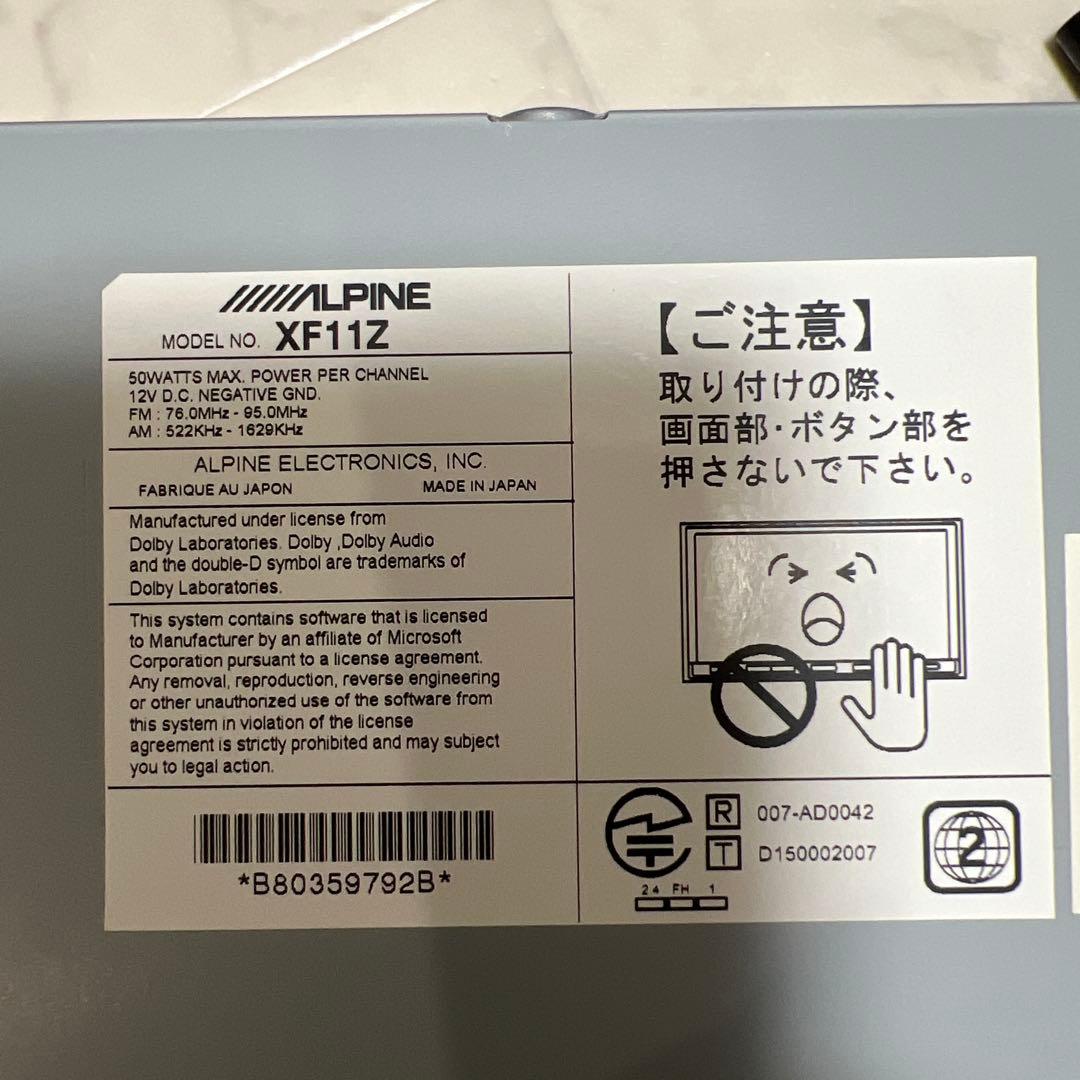 ALPINE
MODEL NO. XF11Z
50WATTS MAX. POWER PER CHANNEL
12V D.C. NEGATIVE GND.
FM : 76.0MHz - 95.0MHz
AM : 522KHz - 1629KHz
ALPINE ELECTRONICS, INC.
FABRIQUE AU JAPON MADE IN JAPAN
Manufactured under license from
Dolby Laboratories. Dolby ,Dolby Audio
and the double-D symbol are trademarks of
Dolby Laboratories.
This system contains software that is licensed
to Manufacturer by an affiliate of Microsoft
Corporation pursuant to a license agreement.
Any removal, reproduction, reverse engineering
or other unauthorized use of the software from
this system in violation of the license
agreement is strictly prohibited and may subject
you to legal action.
*B80359792B*
【ご注意】
取り付けの際、
画面部・ボタン部を
押さないで下さい。
R 007-AD0042
T D150002007
2.4 FH 1
2